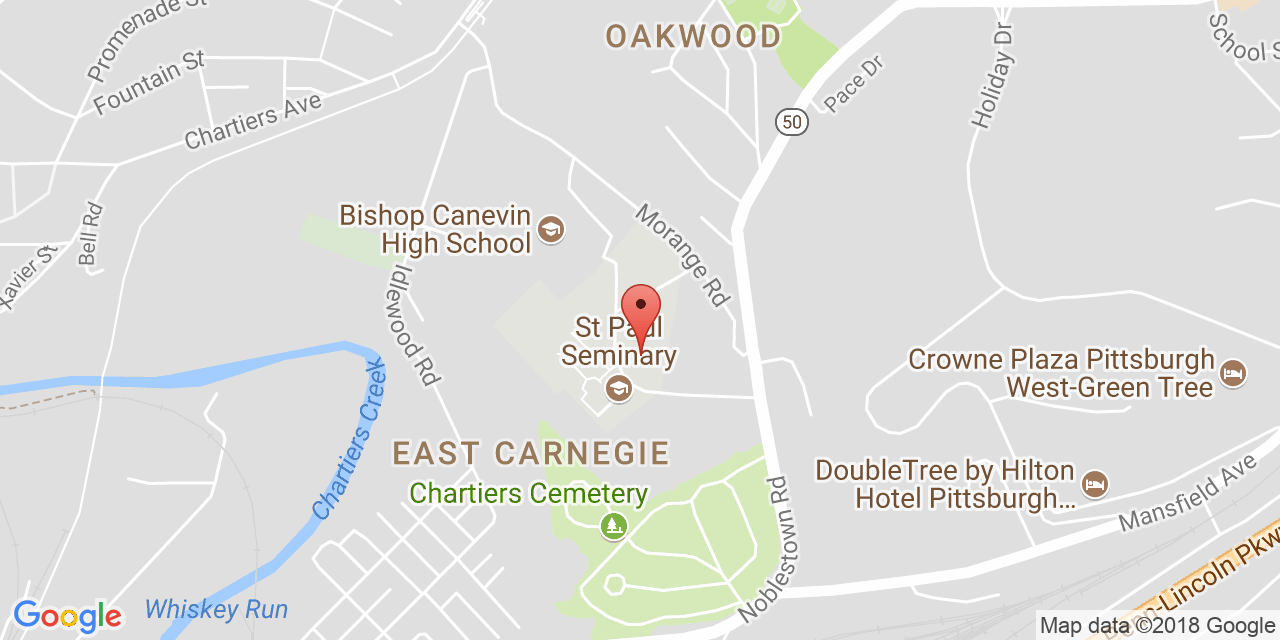 Promenade St
OAKWOOD
School S
Fountain St
Pace Dr
Holiday Dr
Chartiers Ave
50
Bishop Canevin
High School
Morange Rd
Bell Rd
Xavier St
Idlewood Rd
St Paul
Seminary
Crowne Plaza Pittsburgh
West-Green Tree
Chartiers Creek
EAST CARNEGIE
Chartiers Cemetery
DoubleTree by Hilton
Hotel Pittsburgh...
Mansfield Ave
Noblestown Rd
n-Lincoln Pkwy
Google
Whiskey Run
Map data ©2018 Google